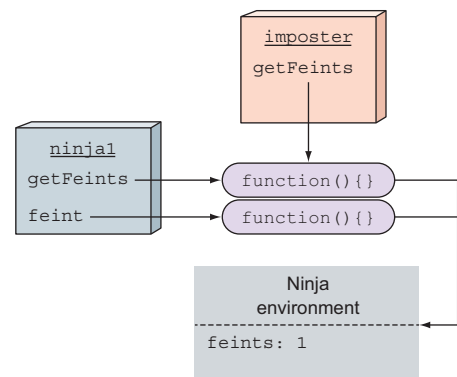 imposter
getFeints
ninja1
getFeints
function(){}
feint
function(){}
Ninja
environment
feints: 1